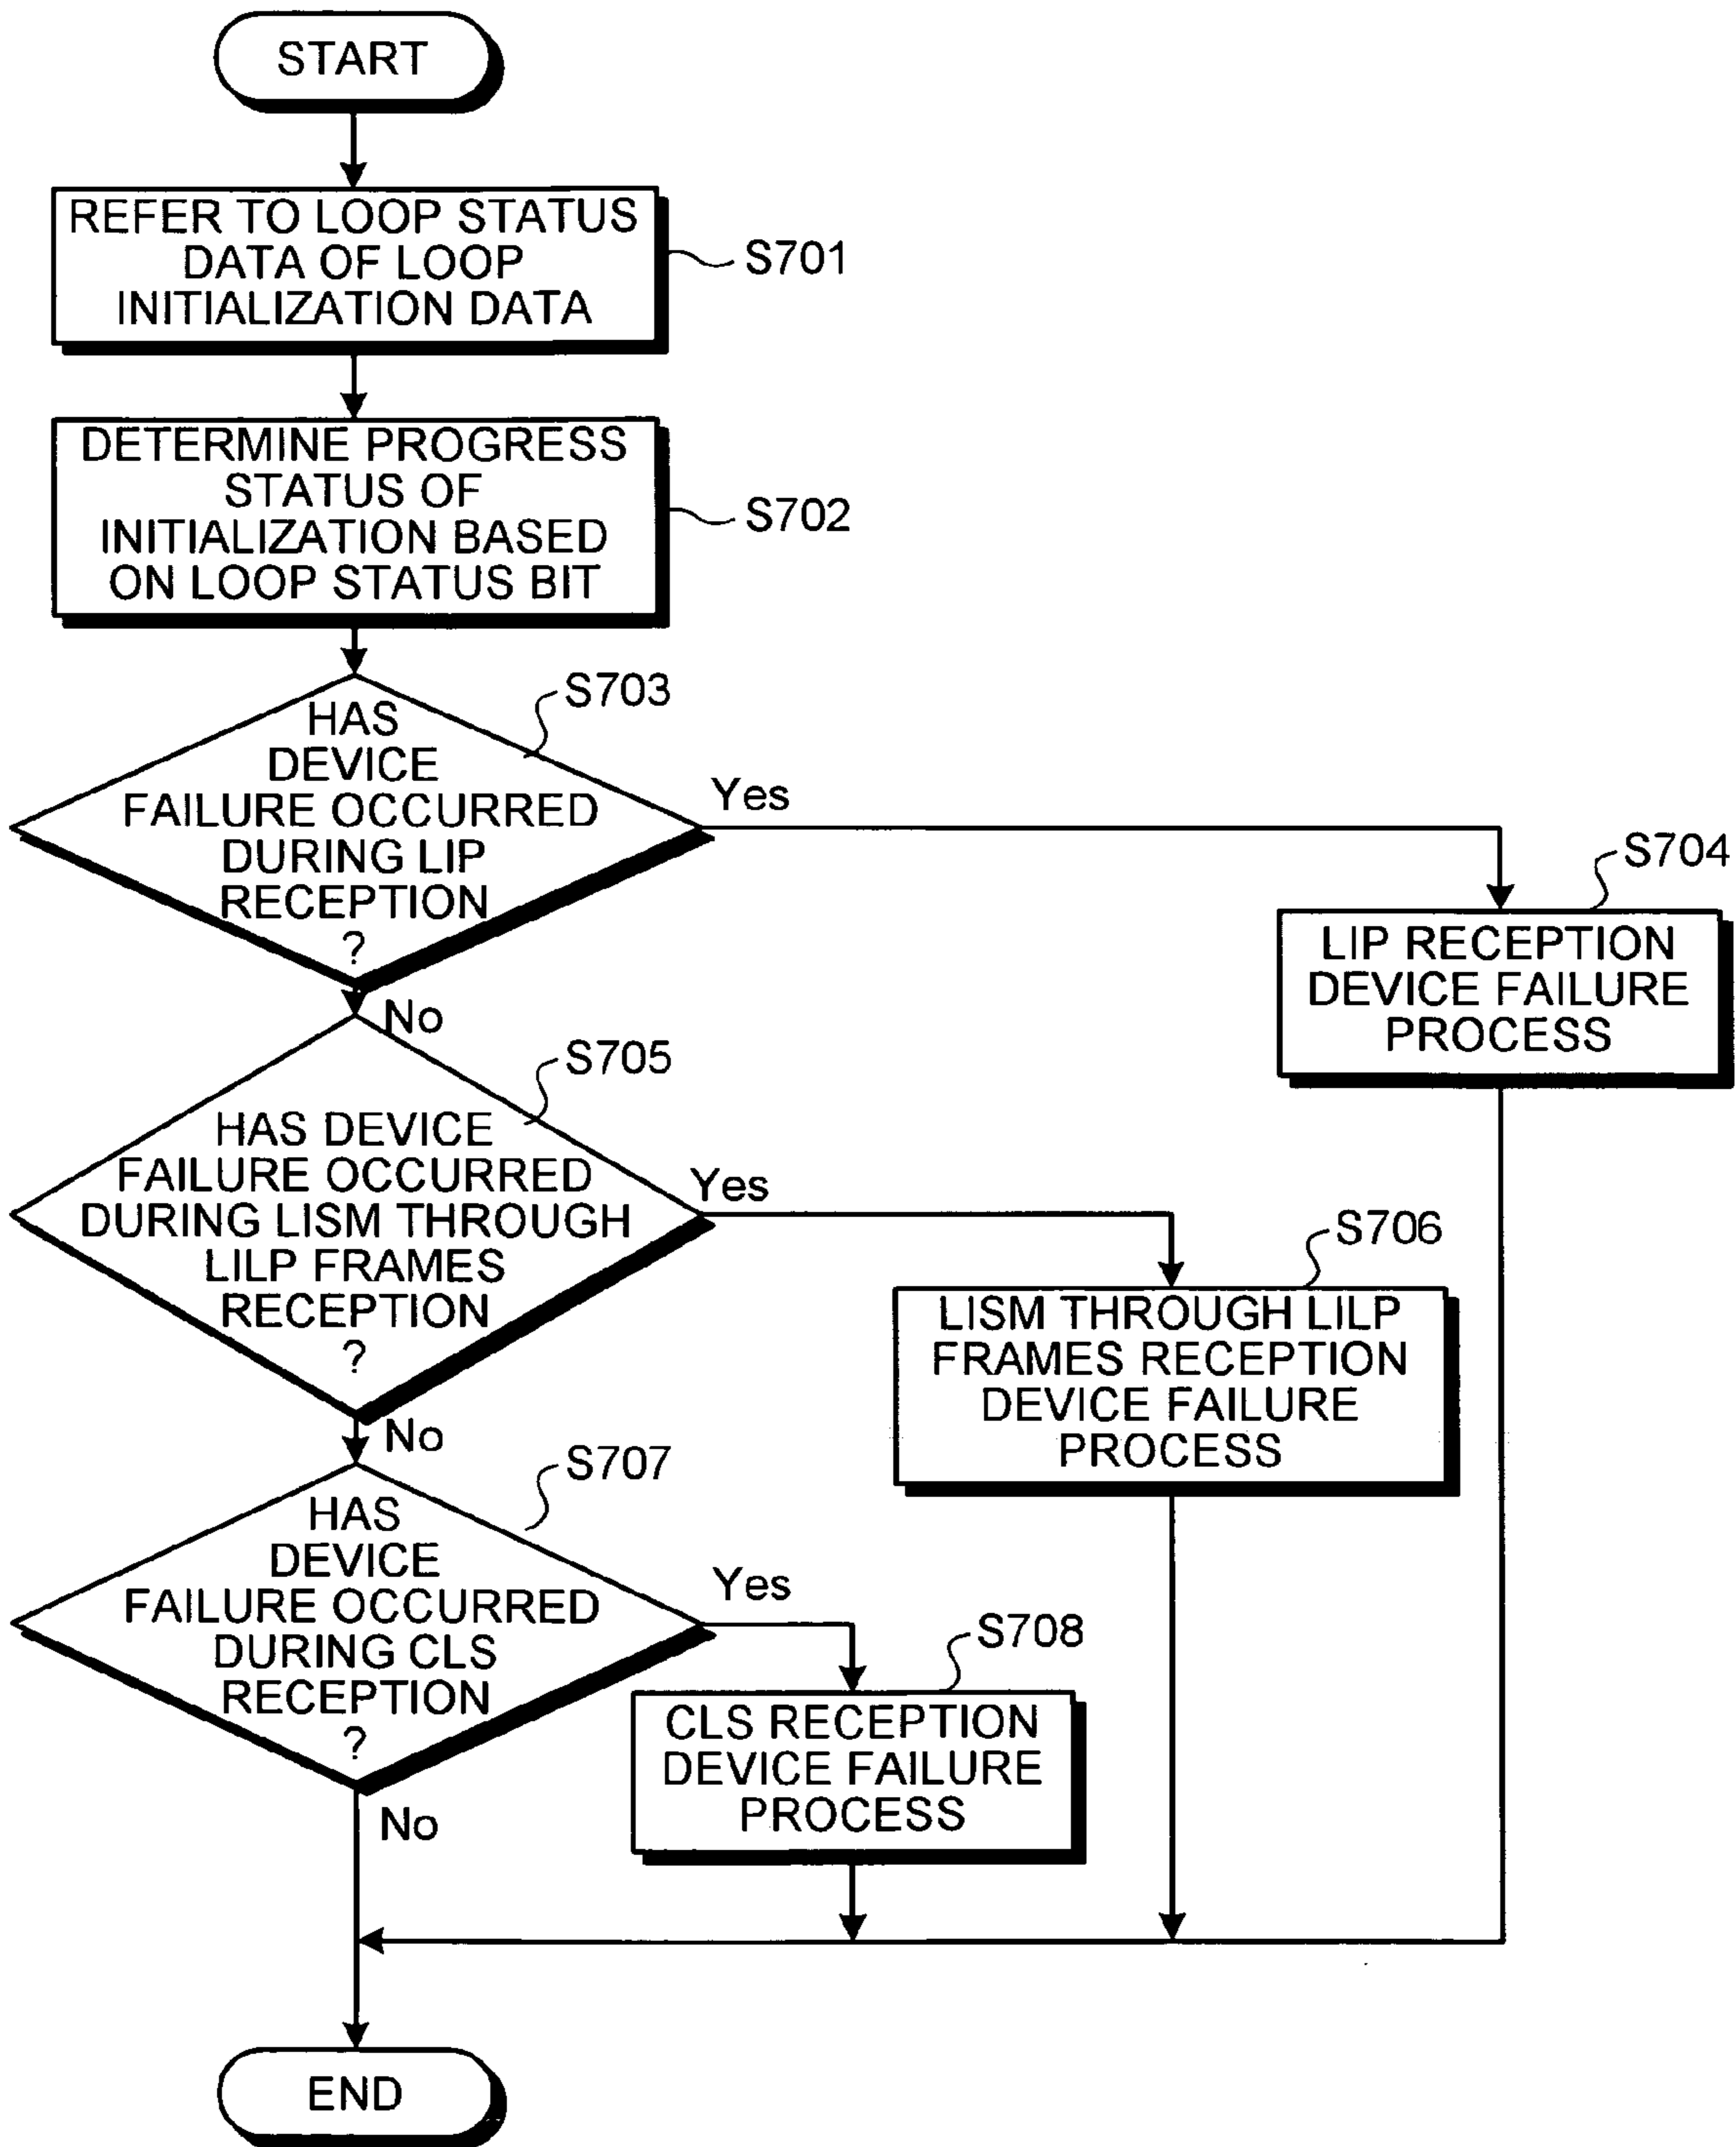 START
REFER TO LOOP STATUS
DATA OF LOOP
INITIALIZATION DATA
S701
DETERMINE PROGRESS
STATUS OF
INITIALIZATION BASED
ON LOOP STATUS BIT
S702
S703
HAS
DEVICE
FAILURE OCCURRED
DURING LIP
RECEPTION
?
Yes
No
S704
LIP RECEPTION
DEVICE FAILURE
PROCESS
S705
HAS DEVICE
FAILURE OCCURRED
DURING LISM THROUGH
LILP FRAMES
RECEPTION
?
Yes
No
S706
LISM THROUGH LILP
FRAMES RECEPTION
DEVICE FAILURE
PROCESS
S707
HAS
DEVICE
FAILURE OCCURRED
DURING CLS
RECEPTION
?
Yes
No
S708
CLS RECEPTION
DEVICE FAILURE
PROCESS
END